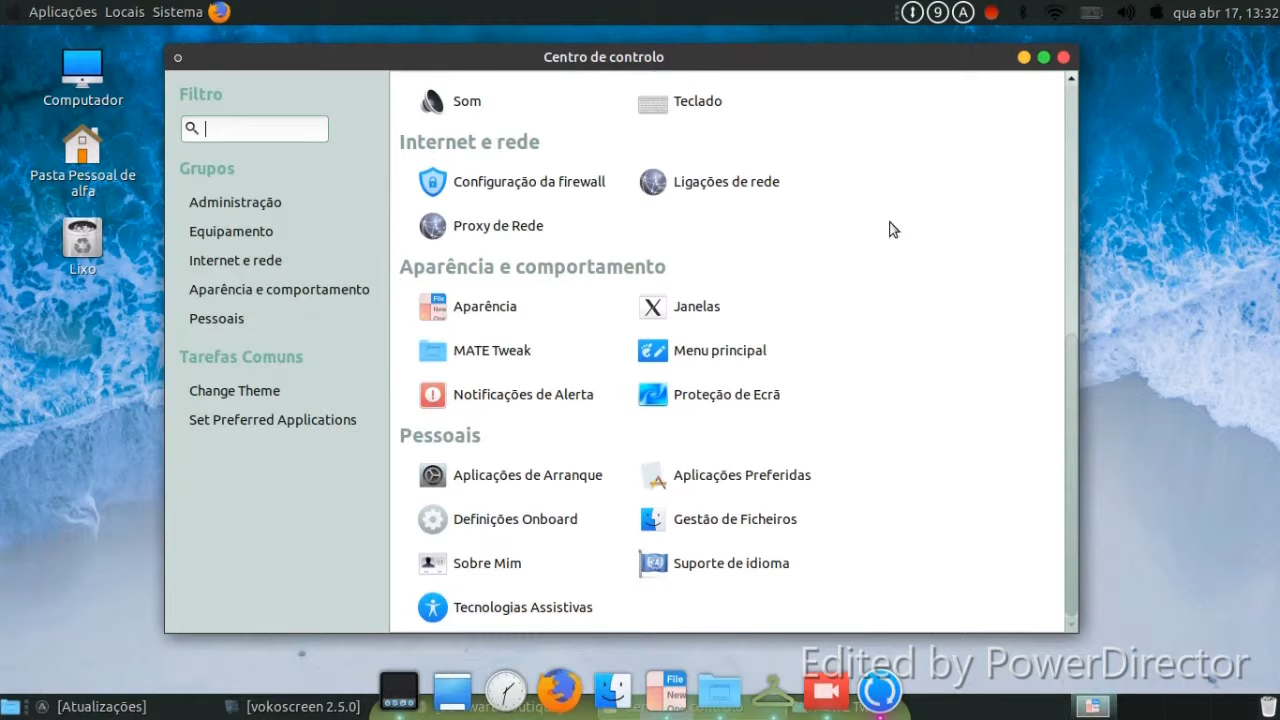 Aplicações Locais Sistema
9 A
qua abr 17, 13:32
Computador
Pasta Pessoal de
alfa
Lixo
Centro de controlo
Filtro
Grupos
Administração
Equipamento
Internet e rede
Aparência e comportamento
Pessoais
Tarefas Comuns
Change Theme
Set Preferred Applications
Som
Teclado
Internet e rede
Configuração da firewall
Ligações de rede
Proxy de Rede
Aparência e comportamento
Aparência
Janelas
MATE Tweak
Menu principal
Notificações de Alerta
Proteção de Ecrã
Pessoais
Aplicações de Arranque
Aplicações Preferidas
Definições Onboard
Gestão de Ficheiros
Sobre Mim
Suporte de idioma
Tecnologias Assistivas
Edited by PowerDirector
File
New
[Atualizações]
[vokoscreen 2.5.0]